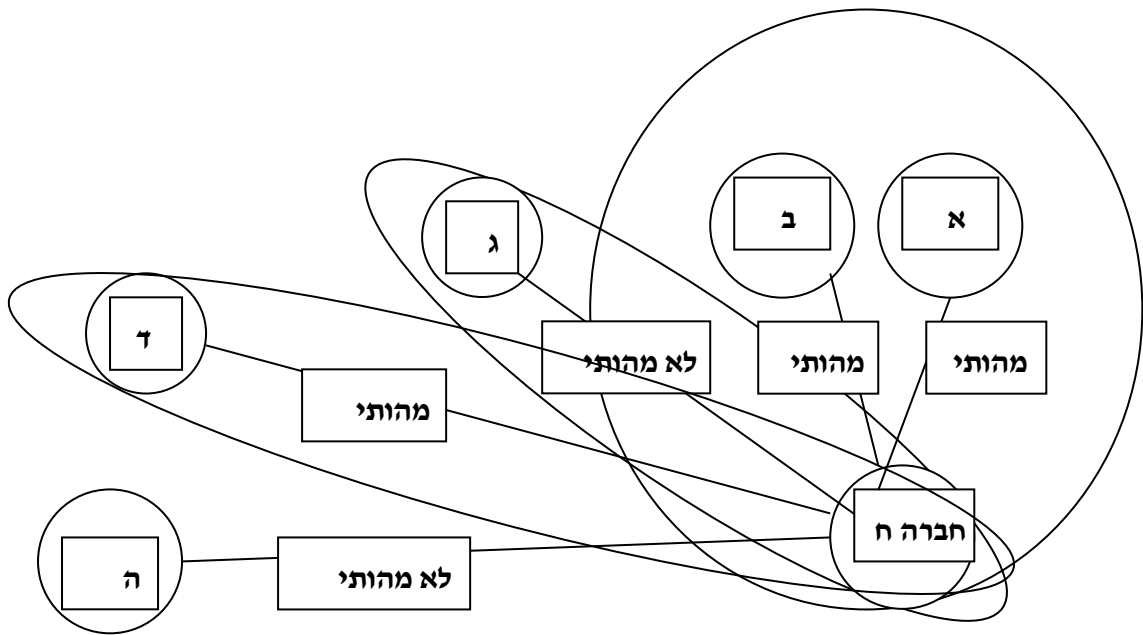 א
ב
ג
ד
מהותי
מהותי
לא מהותי
מהותי
חברה ח
לא מהותי
ה